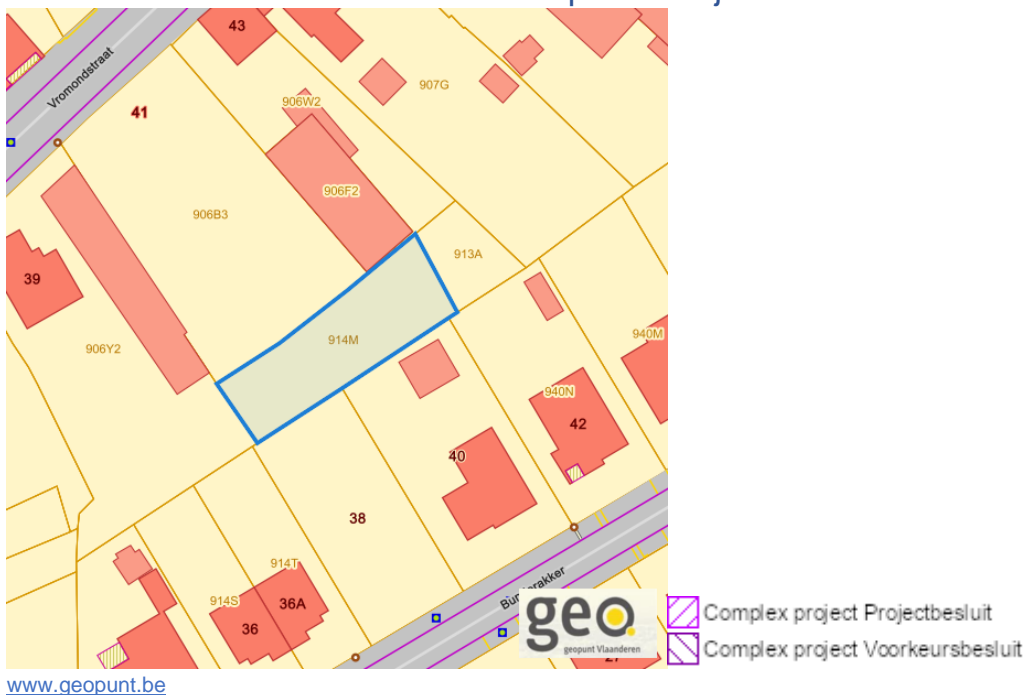 43
Vromondstraat
41
907G
906W2
906F2
906B3
913A
39
914M
906Y2
940M
940N
42
40
38
914T
914S
36A
36
geo.
geopunt Vlaanderen
Complex project Projectbesluit
Complex project Voorkeursbesluit
www.geopunt.be